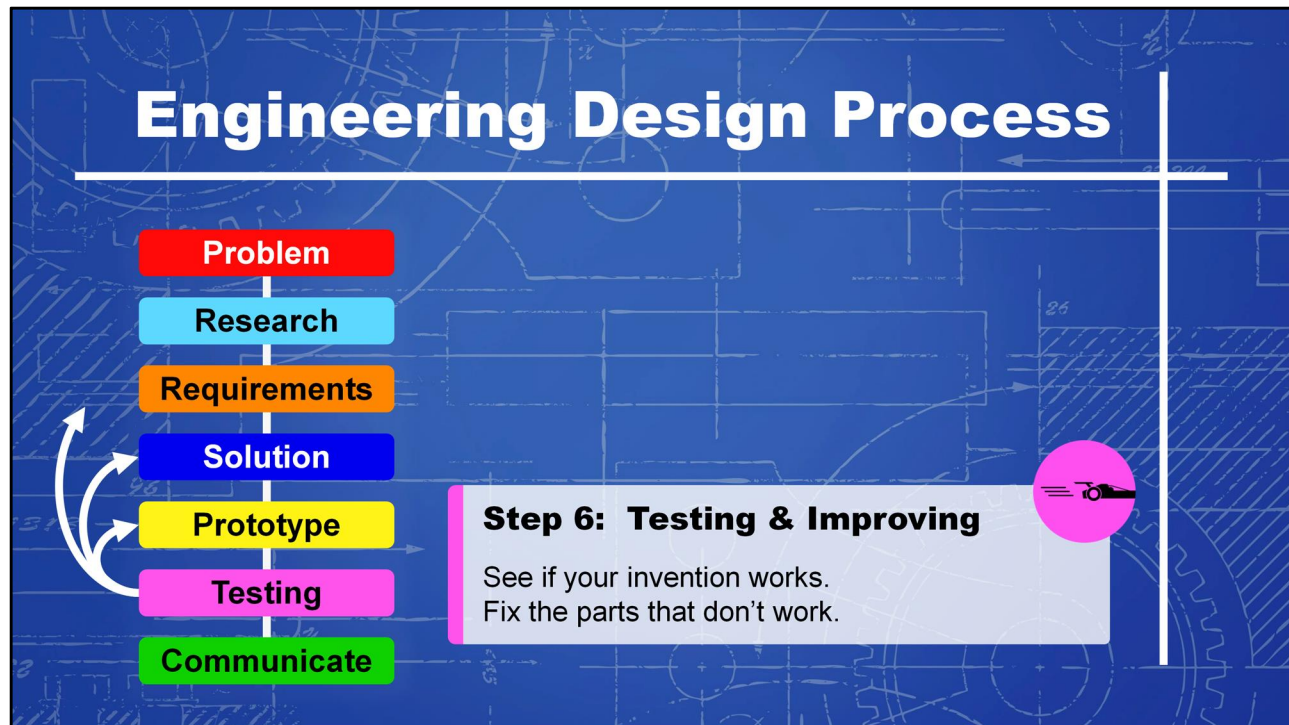 Engineering Design Process
Problem
Research
Requirements
Solution
Prototype
Testing
Communicate
Step 6: Testing & Improving
See if your invention works.
Fix the parts that don't work.
26